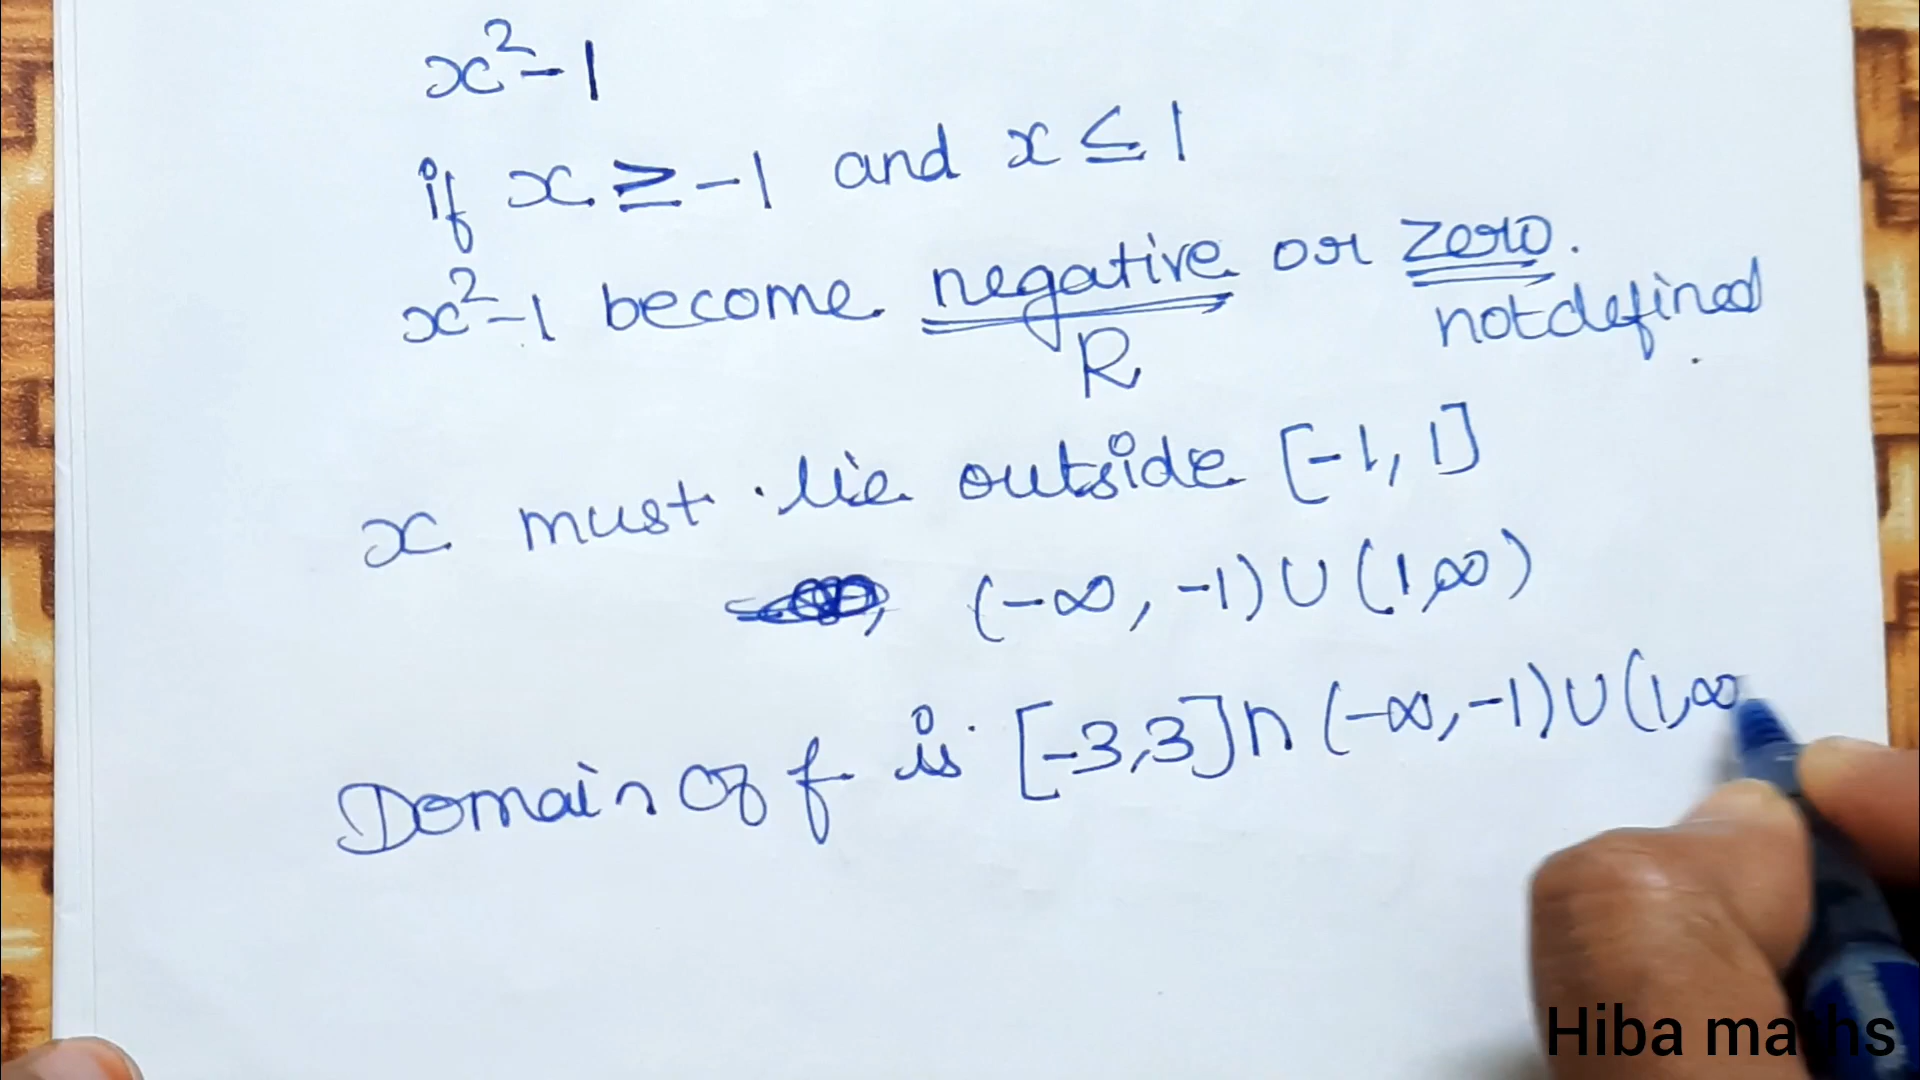 x²-1
if x ≥ -1 and x ≤ 1
x²-1 become negative or zero.
R notdefined.
x must lie outside [-1, 1]
(-∞, -1) ∪ (1, ∞)
Domain of f is [-3,3] ∩ (-∞, -1) ∪ (1, ∞
Hiba maths